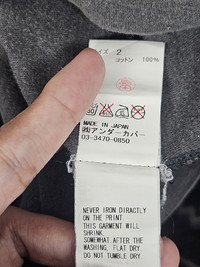 イズ 2
コットン 100%
MADE IN JAPAN
㈱アンダーカバー
03-3470-0850
NEVER IRON DIRACTLY
ON THE PRINT.
THIS GARMENT WILL
SHRINK.
SOMEWHAT.AFTER THE
WASHING. FLAT DRY.
DO NOT TUMBLE DRY.